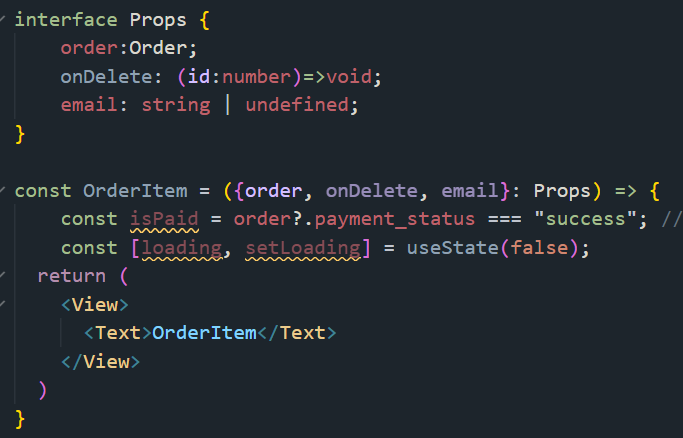 interface Props {
order:Order;
onDelete: (id:number)=>void;
email: string | undefined;
}
const OrderItem = ({order, onDelete, email}: Props) => {
const isPaid = order?.payment_status === "success"; //
const [loading, setLoading] = useState(false);
return (
<View>
<Text>OrderItem</Text>
</View>
)
}